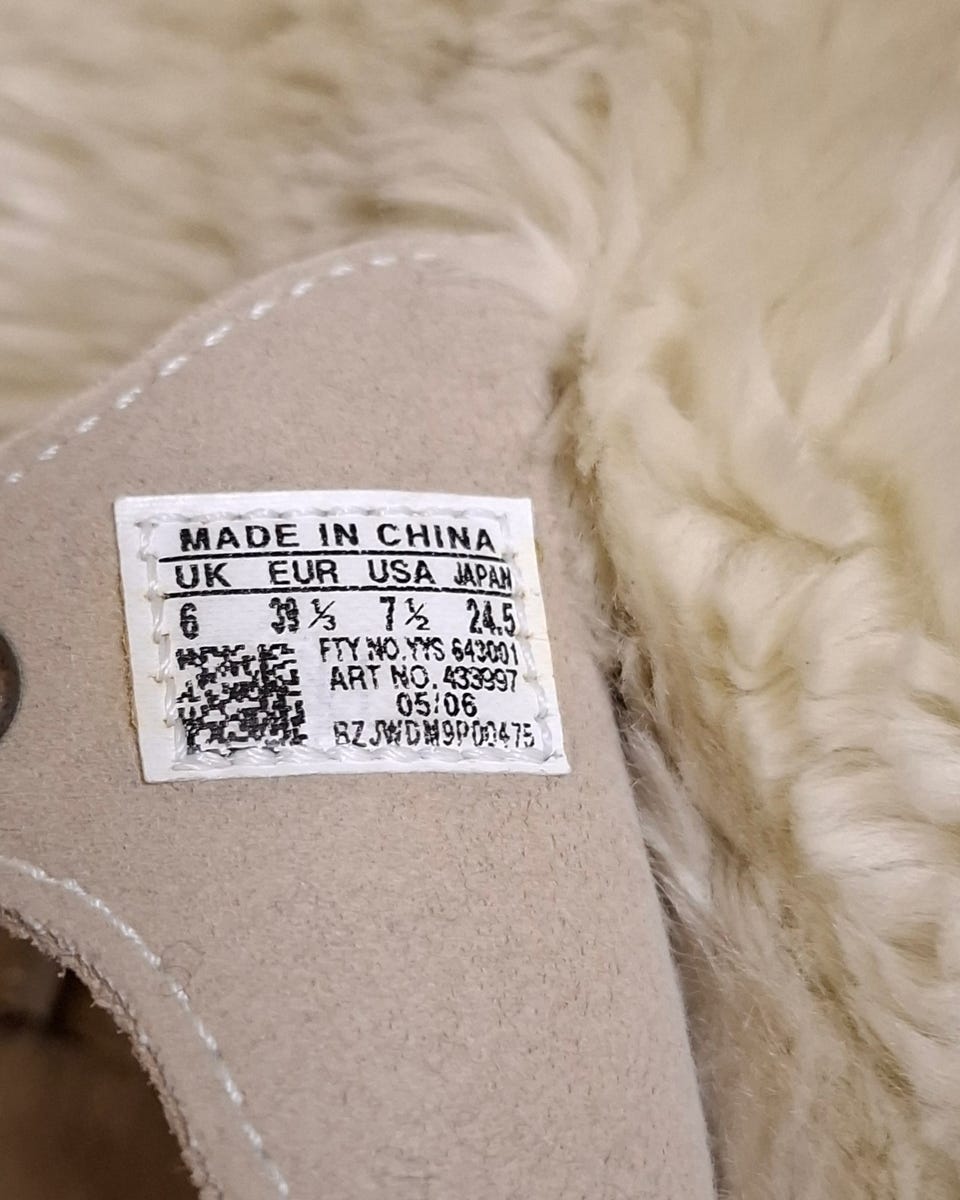 MADE IN CHINA
UK EUR USA JAPAN
6 39 ⅓ 7 ½ 24.5
FTY NO.YYS 643001
ART NO. 433997
05/06
BZJWDM9P00475